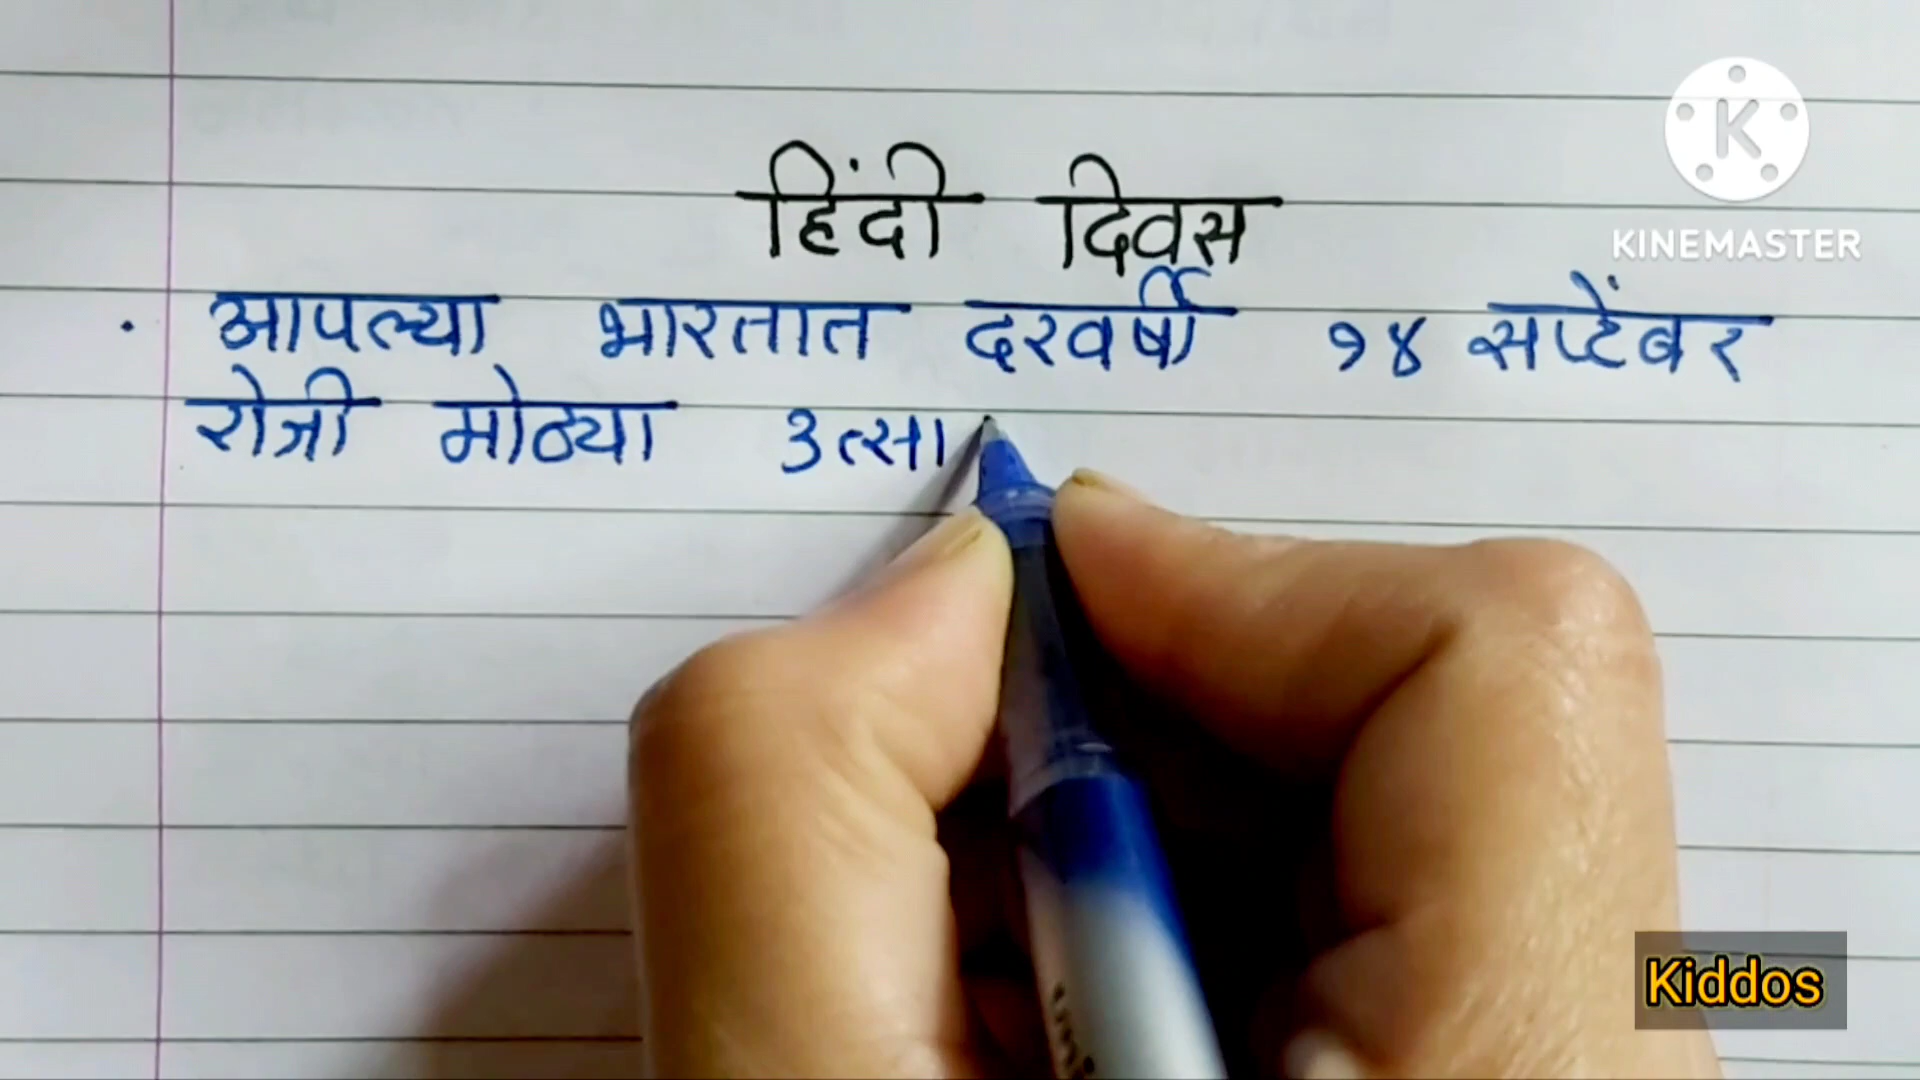 हिंदी दिवस
KINEMASTER
. आपल्या भारतात दरवर्षी १४ सप्टेंबर
रोजी मोठ्या उत्सा
Kiddos